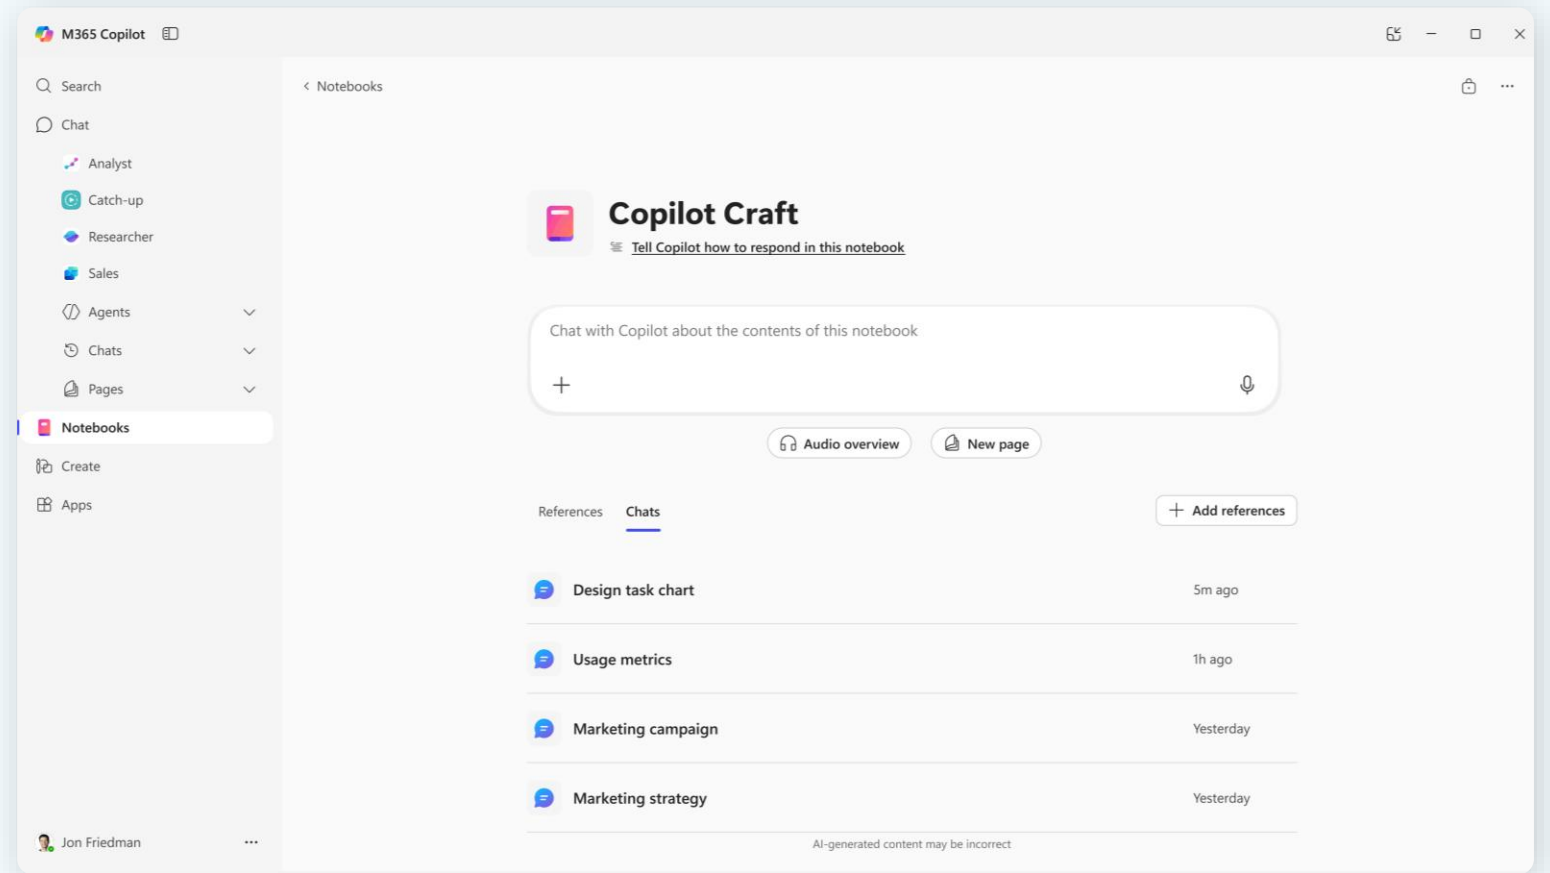 M365 Copilot
Search
Chat
Analyst
Catch-up
Researcher
Sales
Agents
Chats
Pages
Notebooks
Create
Apps
Jon Friedman
Notebooks
Copilot Craft
Tell Copilot how to respond in this notebook
Chat with Copilot about the contents of this notebook
Audio overview New page
References Chats Add references
Design task chart 5m ago
Usage metrics 1h ago
Marketing campaign Yesterday
Marketing strategy Yesterday
AI-generated content may be incorrect